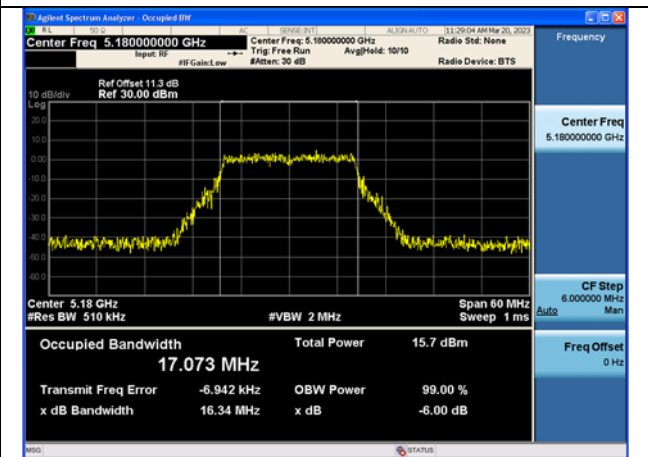 Agilent Spectrum Analyzer - Occupied BW
RL 50 Ω AC SENSE:INT ALIGN AUTO 11:29:04 AM Mar 20, 2023
Center Freq 5.180000000 GHz Center Freq: 5.180000000 GHz Radio Std: None
Input: RF Trig: Free Run Avg|Hold: 10/10
#IFGain:Low #Atten: 30 dB Radio Device: BTS
Frequency
Ref Offset 11.3 dB
10 dB/div Ref 30.00 dBm
Log
20.0
10.0
0.00
-10.0
-20.0
-30.0
-40.0
-50.0
-60.0
Center 5.18 GHz Span 60 MHz
#Res BW 510 kHz #VBW 2 MHz Sweep 1 ms
Occupied Bandwidth Total Power 15.7 dBm
17.073 MHz
Transmit Freq Error -6.942 kHz OBW Power 99.00 %
x dB Bandwidth 16.34 MHz x dB -6.00 dB
Center Freq
5.180000000 GHz
CF Step
6.000000 MHz
Auto Man
Freq Offset
0 Hz
MSG STATUS